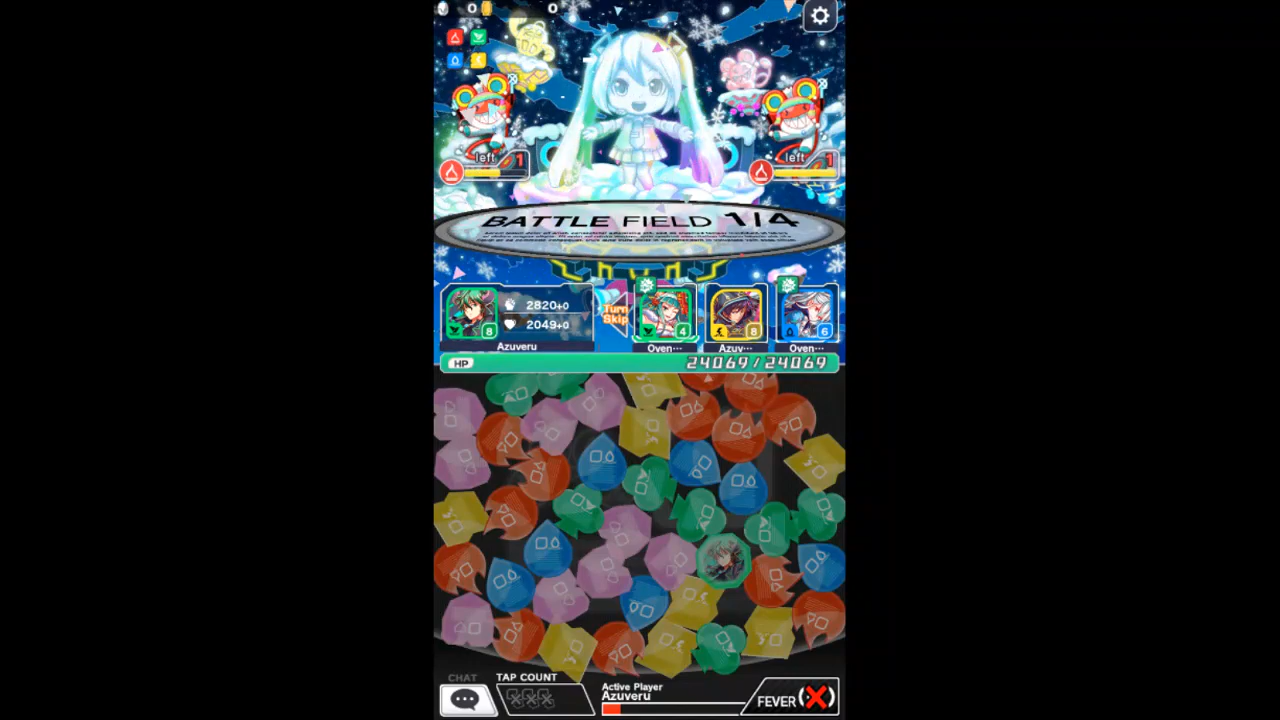 0 0
left 1
left 1
BATTLE FIELD 1/4
2820+0
2049+0
8
Azuveru
Turn
Skip
4 8 6
Oven… Azuv… Oven…
HP 24069/24069
CHAT
TAP COUNT
Active Player
Azuveru
FEVER